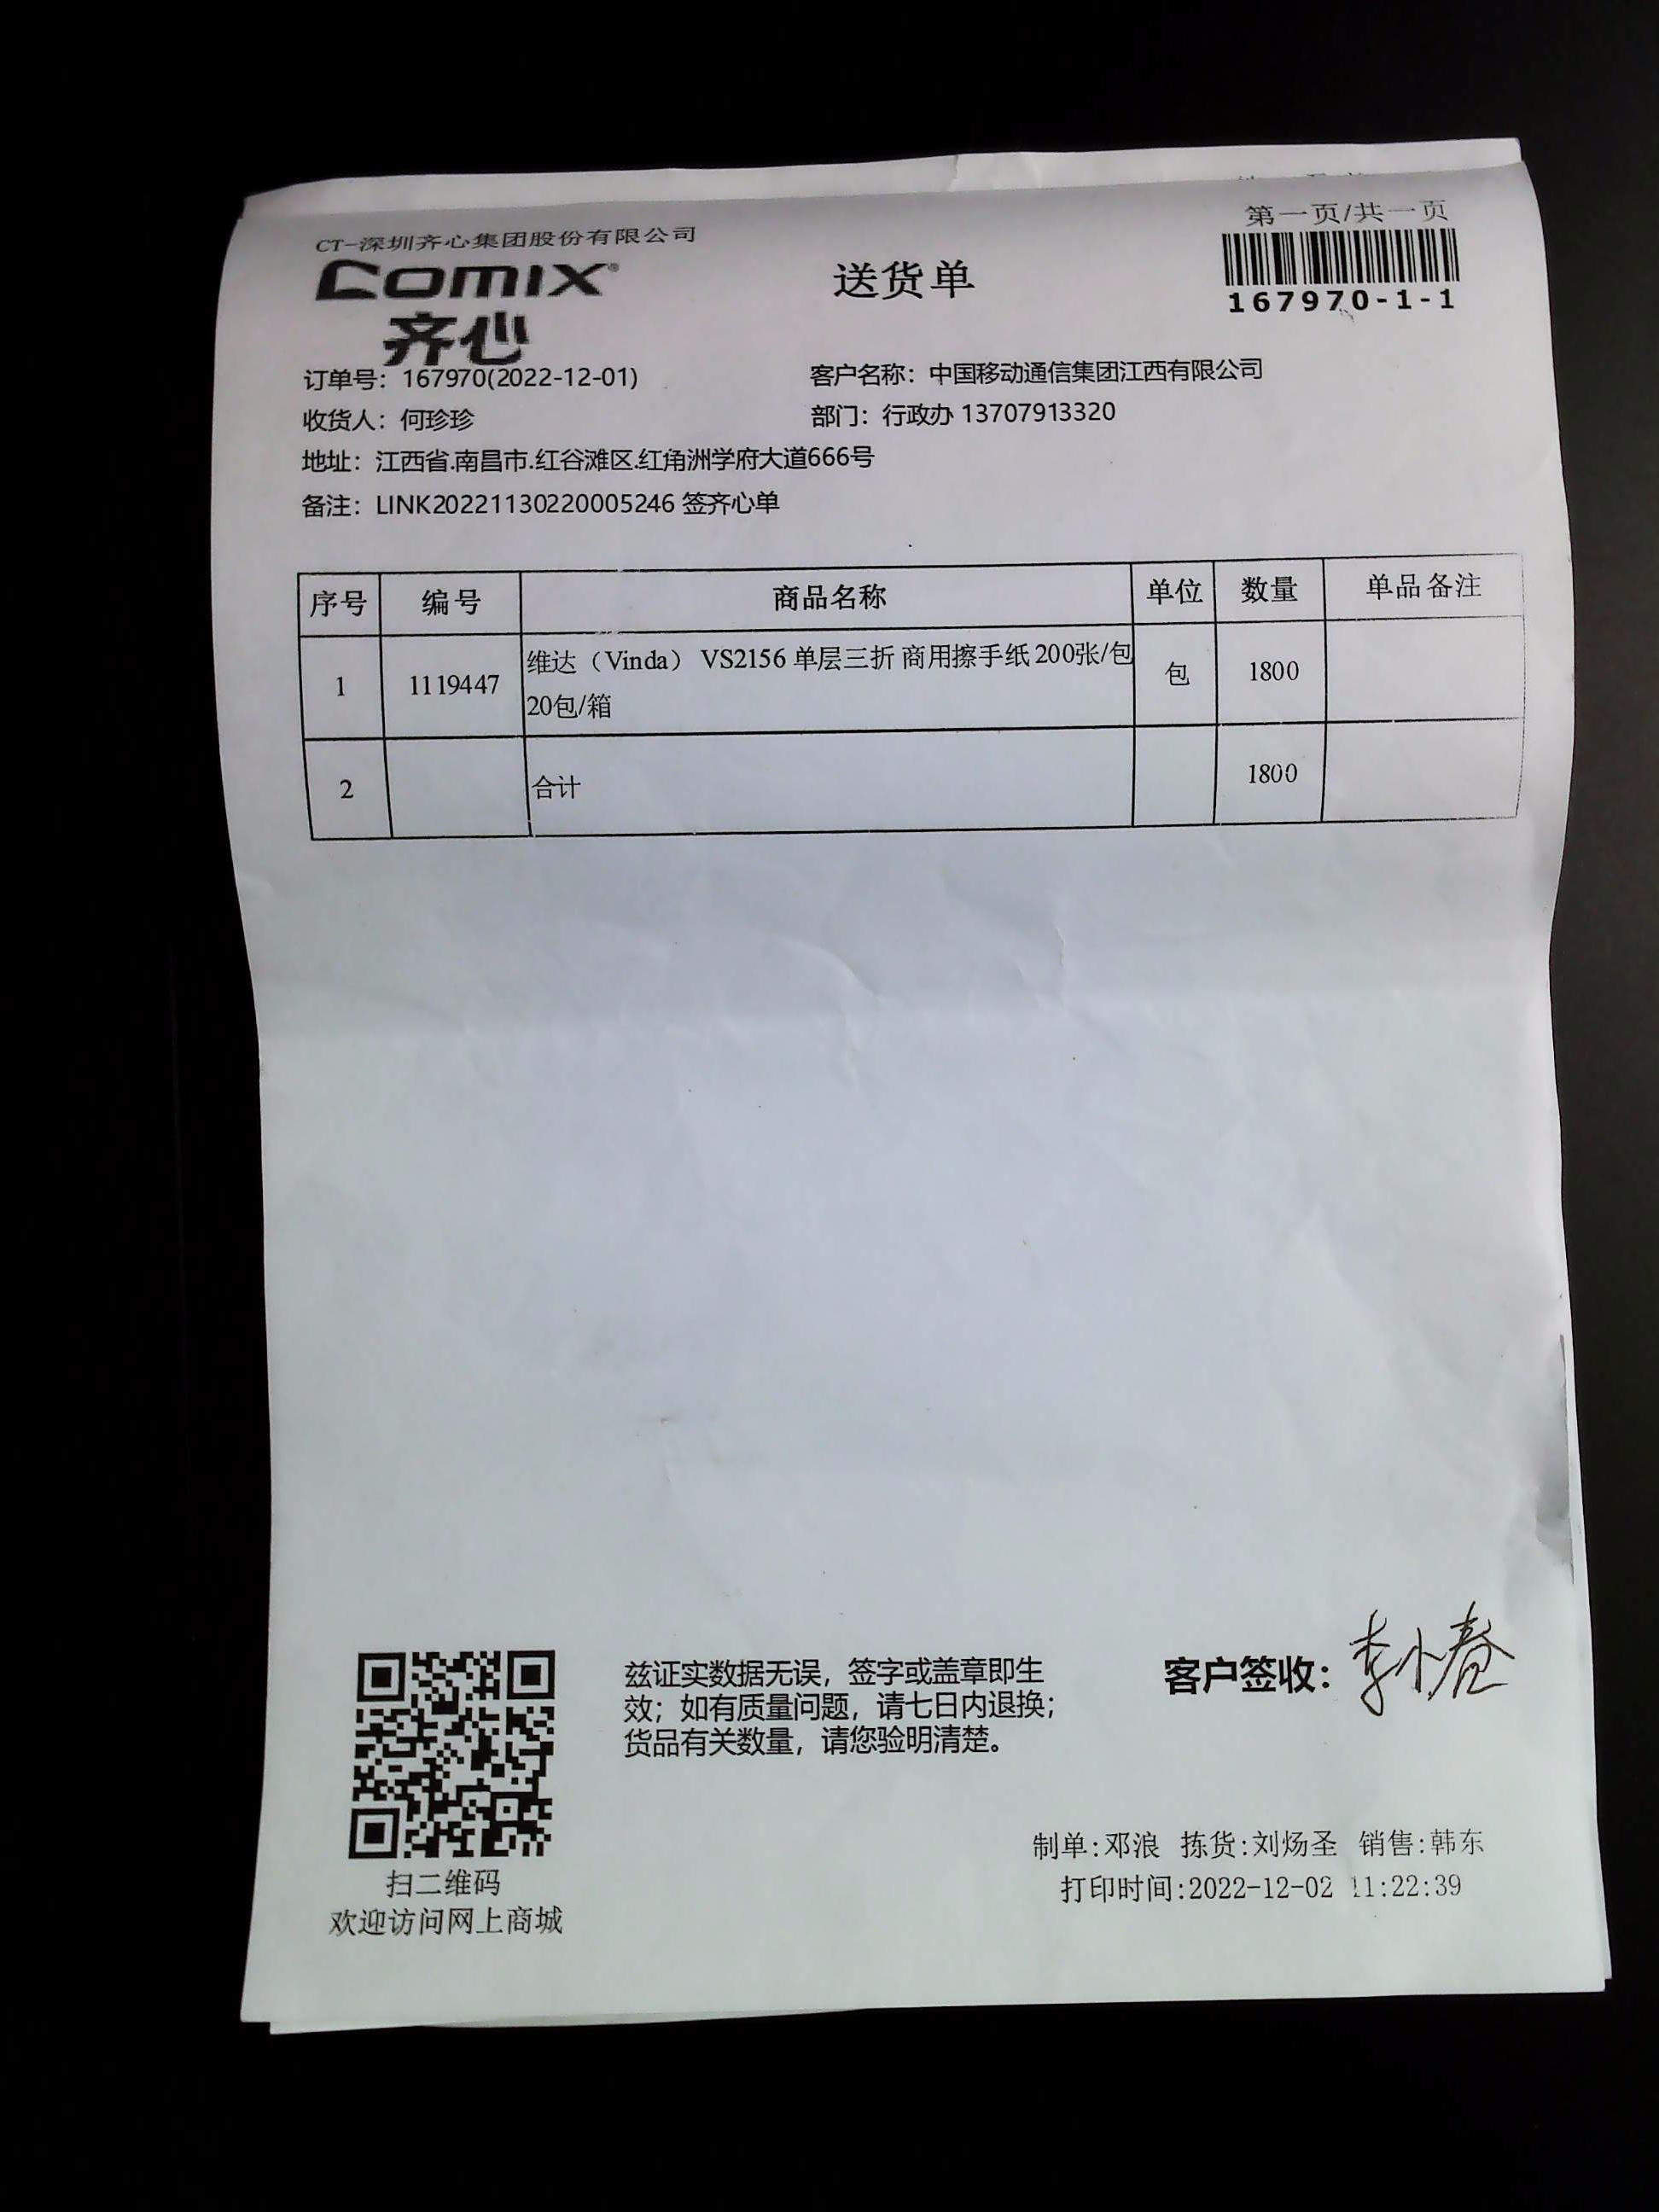 第一页/共一页
CT-深圳齐心集团股份有限公司
COMIX®
齐心
送货单
167970-1-1
订单号：167970(2022-12-01) 客户名称：中国移动通信集团江西有限公司
收货人：何珍珍 部门：行政办 13707913320
地址：江西省.南昌市.红谷滩区.红角洲学府大道666号
备注：LINK20221130220005246 签齐心单
序号 编号 商品名称 单位 数量 单品备注
1 1119447 维达（Vinda） VS2156 单层三折 商用擦手纸 200张/包 包 1800
20包/箱
2 合计 1800
兹证实数据无误，签字或盖章即生
效；如有质量问题，请七日内退换；
货品有关数量，请您验明清楚。
客户签收：李小春
扫二维码
欢迎访问网上商城
制单:邓浪 拣货:刘炀圣 销售:韩东
打印时间:2022-12-02 11:22:39